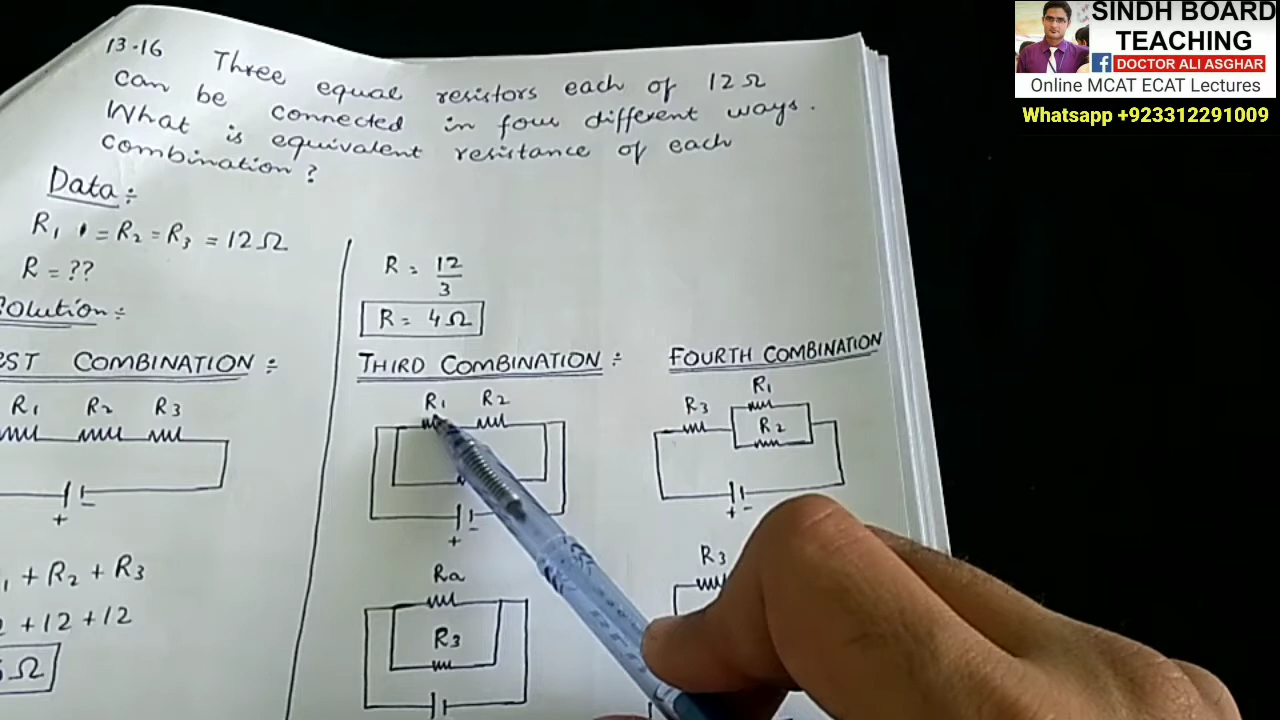 SINDH BOARD
TEACHING
f DOCTOR ALI ASGHAR
Online MCAT ECAT Lectures
Whatsapp +923312291009
13.16 Three equal resistors each of 12Ω
can be connected in four different ways.
What is equivalent resistance of each
combination?
Data ÷
R₁ = R₂ = R₃ = 12Ω
R = ??
olution ÷
ST COMBINATION ÷
R₁ R₂ R₃
+ -
+ R₂ + R₃
+ 12 + 12
Ω
R = 12/3
R = 4Ω
THIRD COMBINATION ÷
R₁ R₂
+ -
Ra
R₃
FOURTH COMBINATION
R₁
R₃
R₂
+ -
R₃